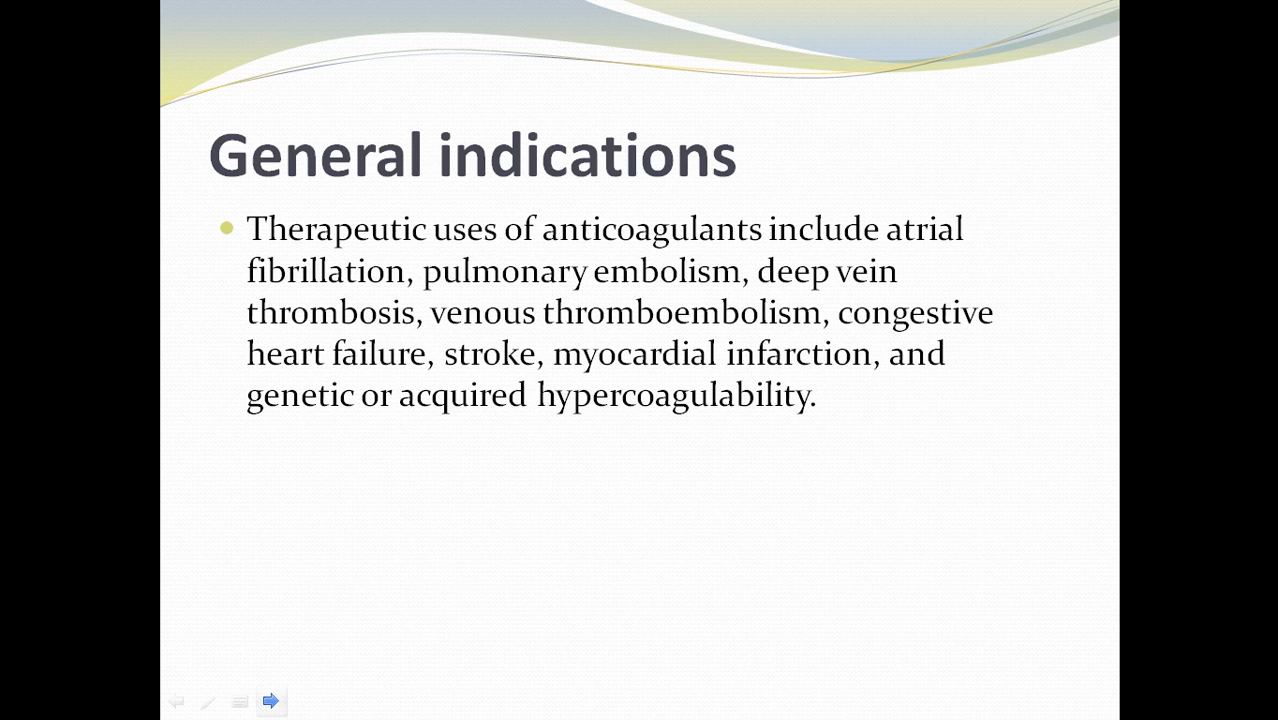 General indications
Therapeutic uses of anticoagulants include atrial
fibrillation, pulmonary embolism, deep vein
thrombosis, venous thromboembolism, congestive
heart failure, stroke, myocardial infarction, and
genetic or acquired hypercoagulability.